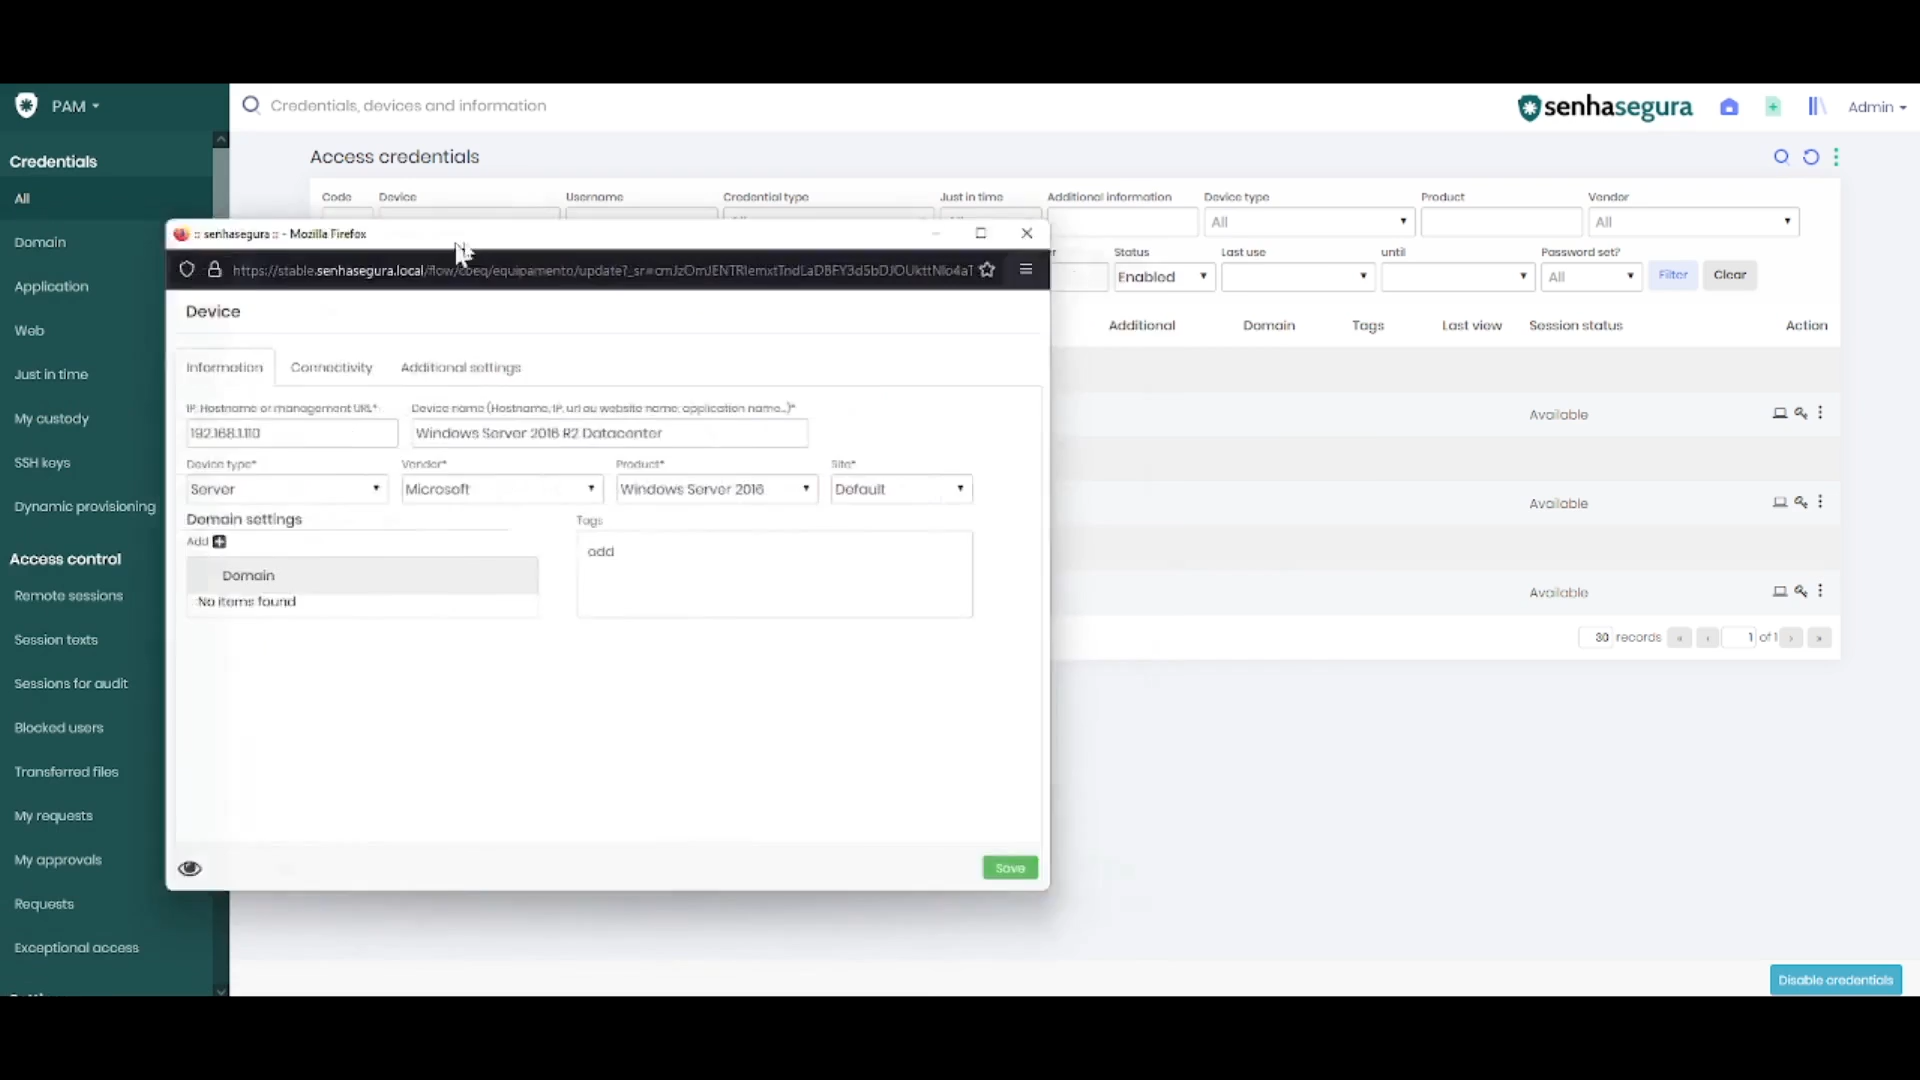 PAM
Credentials, devices and information
senhasegura
Admin
Credentials
All
Domain
Application
Web
Just in time
My custody
SSH keys
Dynamic provisioning
Access control
Remote sessions
Session texts
Sessions for audit
Blocked users
Transferred files
My requests
My approvals
Requests
Exceptional access
Access credentials
Code Device Username Credential type Just in time Additional information Device type Product Vendor
All All
Status Last use until Password set?
Enabled All Filter Clear
Additional Domain Tags Last view Session status Action
Available
Available
Available
30 records « ‹ 1 of 1 › »
Disable credentials
:: senhasegura :: - Mozilla Firefox
Device
Information Connectivity Additional settings
IP, Hostname or management URL* Device name (Hostname, IP, url ou website name, application name...)*
192.168.1.110 Windows Server 2016 R2 Datacenter
Device type* Vendor* Product* Site*
Server Microsoft Windows Server 2016 Default
Domain settings Tags
Add add
Domain
No items found
Save